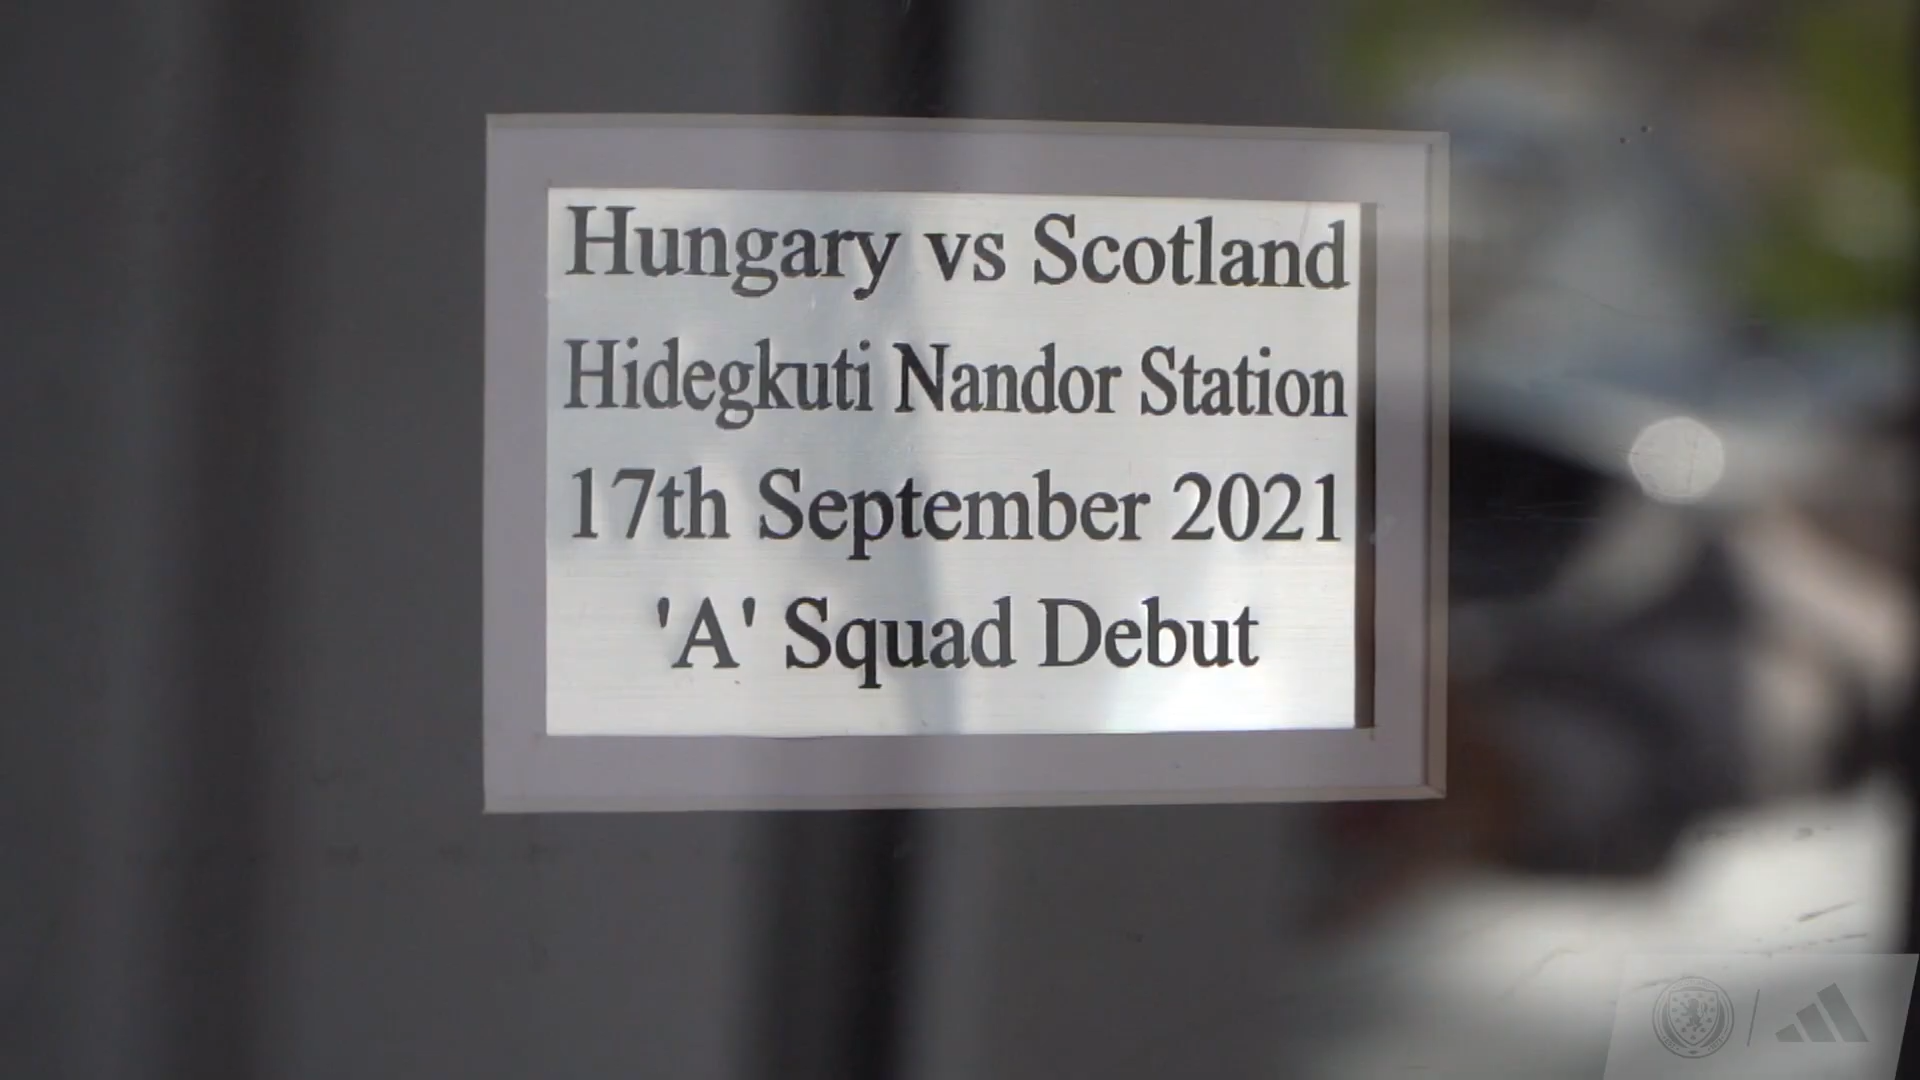 Hungary vs Scotland
Hidegkuti Nandor Station
17th September 2021
'A' Squad Debut